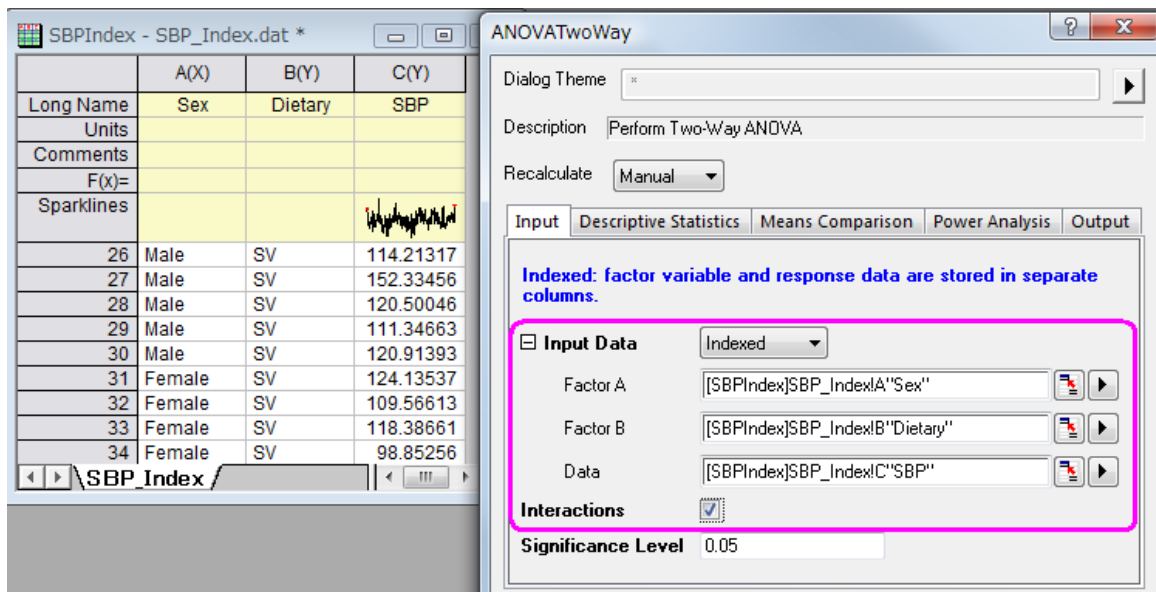 SBPIndex - SBP_Index.dat *
A(X) B(Y) C(Y)
Long Name Sex Dietary SBP
Units
Comments
F(x)=
Sparklines
26 Male SV 114.21317
27 Male SV 152.33456
28 Male SV 120.50046
29 Male SV 111.34663
30 Male SV 120.91393
31 Female SV 124.13537
32 Female SV 109.56613
33 Female SV 118.38661
34 Female SV 98.85256
SBP_Index
ANOVATwoWay
Dialog Theme *
Description Perform Two-Way ANOVA
Recalculate Manual
Input Descriptive Statistics Means Comparison Power Analysis Output
Indexed: factor variable and response data are stored in separate
columns.
Input Data Indexed
Factor A [SBPIndex]SBP_Index!A"Sex"
Factor B [SBPIndex]SBP_Index!B"Dietary"
Data [SBPIndex]SBP_Index!C"SBP"
Interactions
Significance Level 0.05